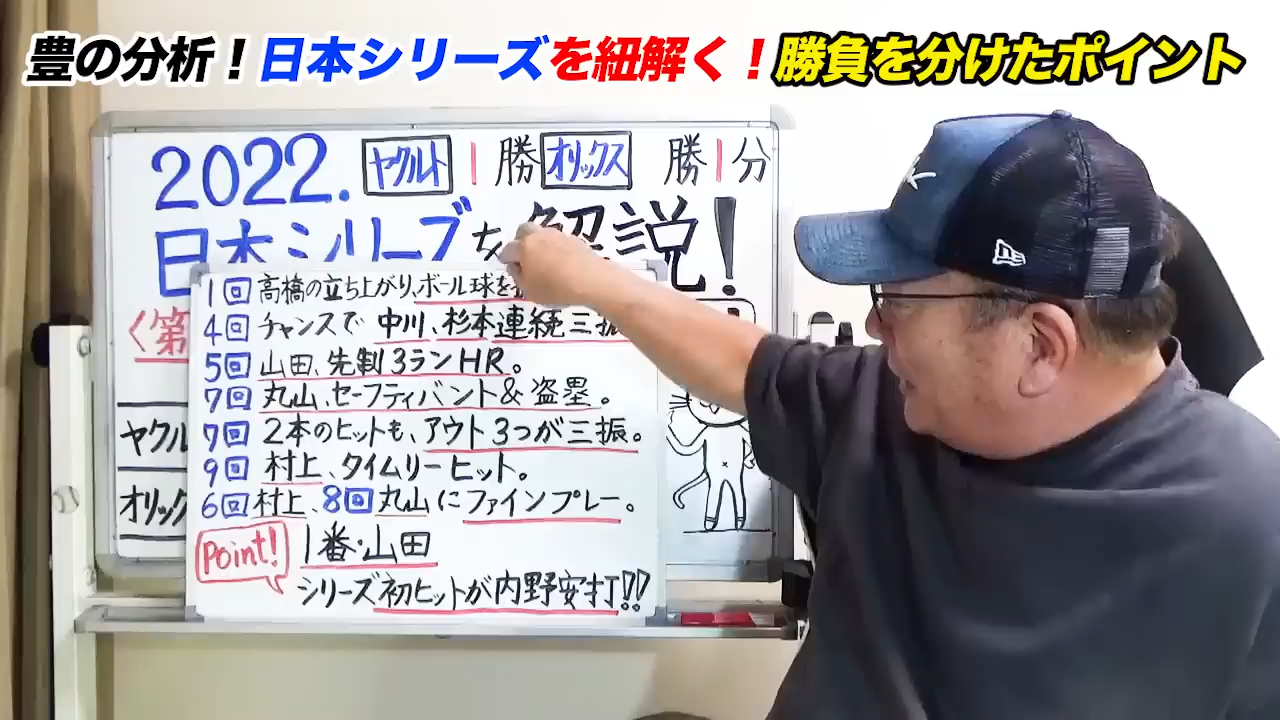 豊の分析!日本シリーズを紐解く!勝負を分けたポイント
2022. ヤクルト 1勝 オリックス 勝1分
日本シリーズを解説!
〈第
1回 高橋の立ち上がり、ボール球を
4回 チャンスで 中川、杉本連続三振
5回 山田、先制3ランHR。
7回 丸山、セーフティバント&盗塁。
7回 2本のヒットも、アウト3つが三振。
9回 村上、タイムリーヒット。
6回村上、8回丸山にファインプレー。
Point! 1番・山田
シリーズ初ヒットが内野安打!!
ヤクル
オリック